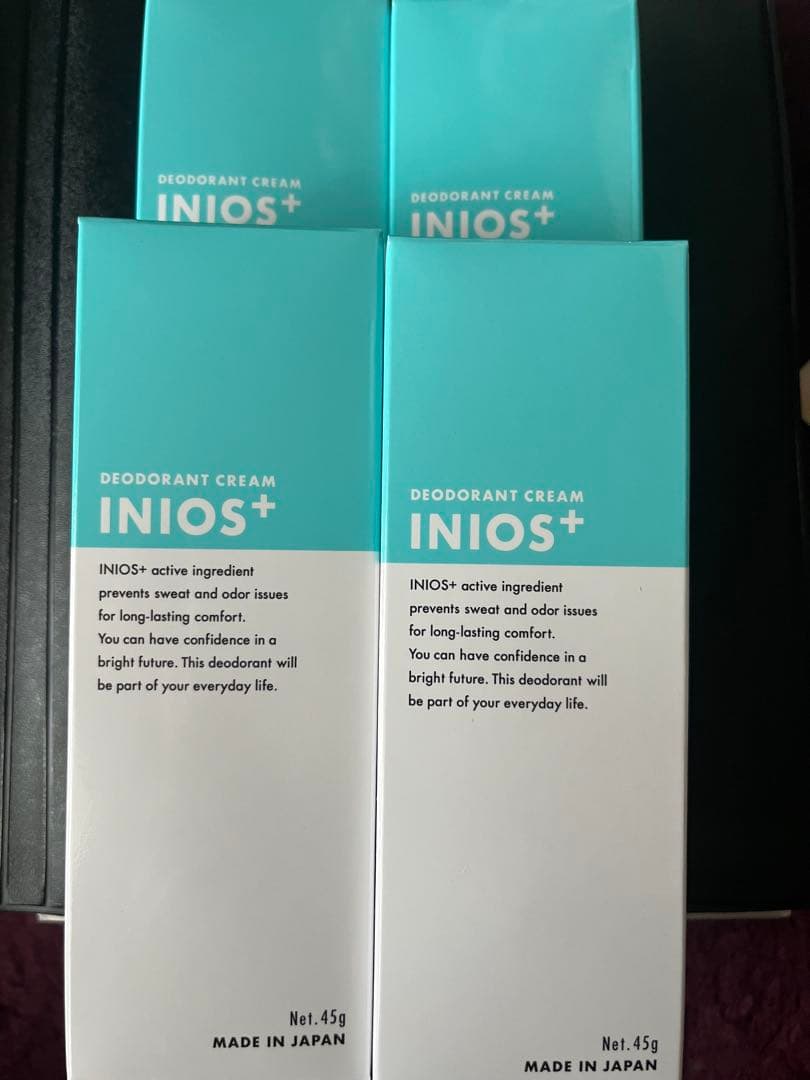 DEODORANT CREAM
INIOS+
DEODORANT CREAM
INIOS+
DEODORANT CREAM
INIOS+
INIOS+ active ingredient
prevents sweat and odor issues
for long-lasting comfort.
You can have confidence in a
bright future. This deodorant will
be part of your everyday life.
Net.45g
MADE IN JAPAN
DEODORANT CREAM
INIOS+
INIOS+ active ingredient
prevents sweat and odor issues
for long-lasting comfort.
You can have confidence in a
bright future. This deodorant will
be part of your everyday life.
Net.45g
MADE IN JAPAN